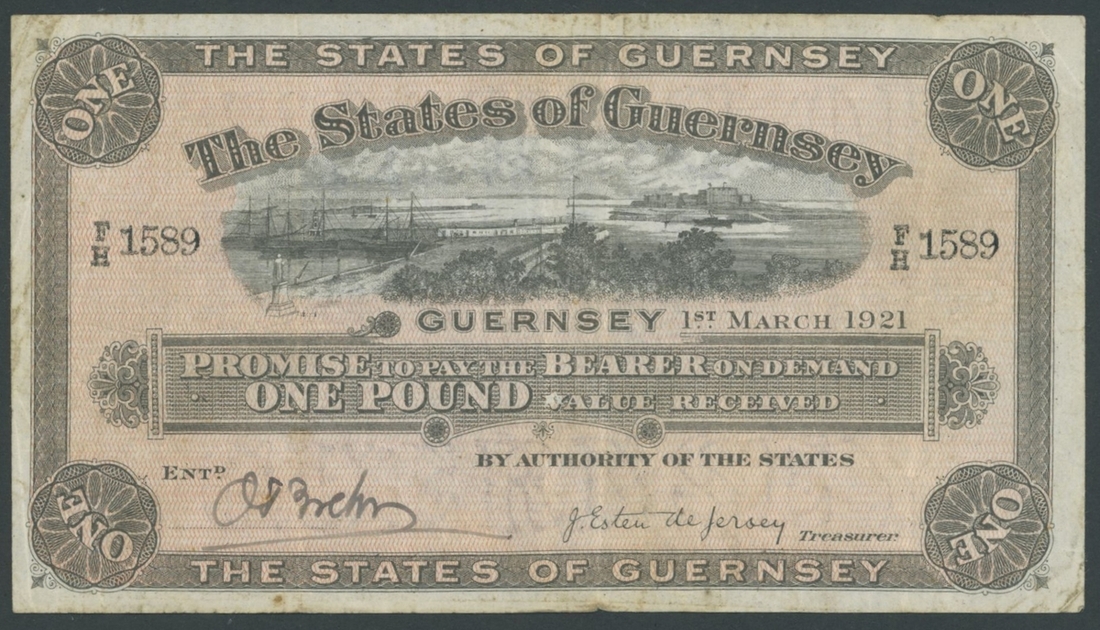 THE STATES OF GUERNSEY
ONE
ONE
The States of Guernsey
F/H 1589
F/H 1589
GUERNSEY 1ST. MARCH 1921
PROMISE TO PAY THE BEARER ON DEMAND
ONE POUND VALUE RECEIVED
BY AUTHORITY OF THE STATES
ENTD.
J. Esten de Jersey
Treasurer.
ONE
ONE
THE STATES OF GUERNSEY